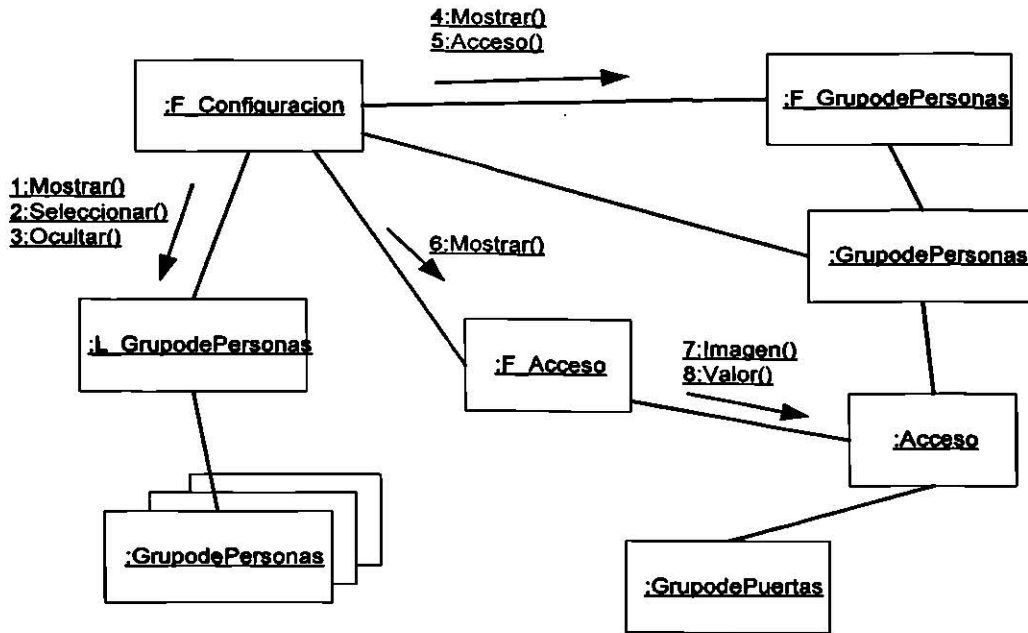 4:Mostrar()
5:Acceso()
:F_Configuracion
:F_GrupodePersonas
1:Mostrar()
2:Seleccionar()
3:Ocultar()
6:Mostrar()
:GrupodePersonas
:L_GrupodePersonas
:F_Acceso
7:Imagen()
8:Valor()
:Acceso
:GrupodePersonas
:GrupodePuertas